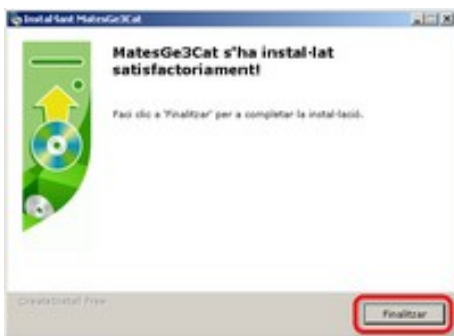 Instal·lant MatesGe3Cat
MatesGe3Cat s'ha instal·lat
satisfactoriament!
Faci clic a 'Finalitzar' per a completar la instal·lació.
CreateInstall Free
Finalitzar